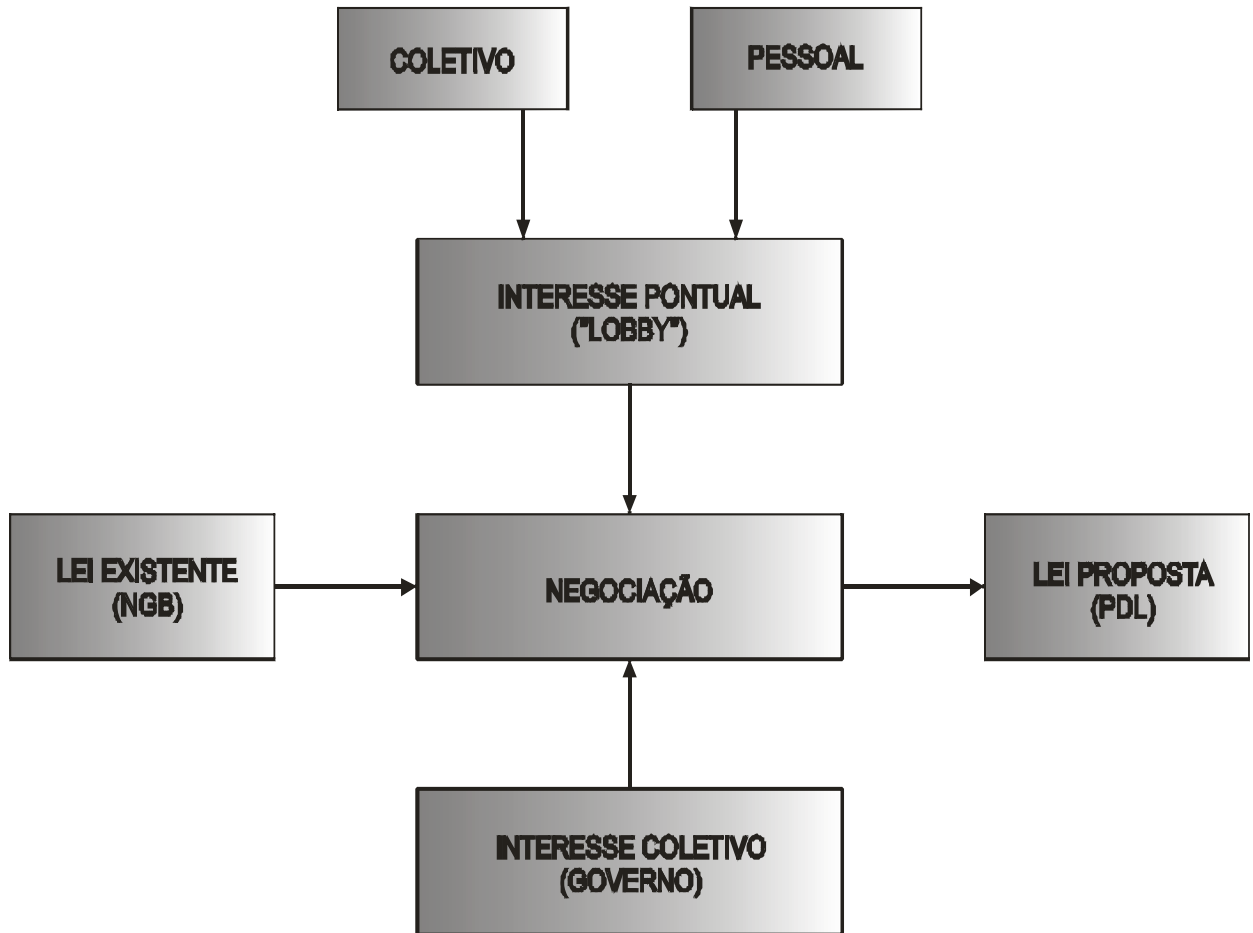 COLETIVO
PESSOAL
INTERESSE PONTUAL
("LOBBY")
LEI EXISTENTE
(NGB)
NEGOCIAÇÃO
LEI PROPOSTA
(PDL)
INTERESSE COLETIVO
(GOVERNO)